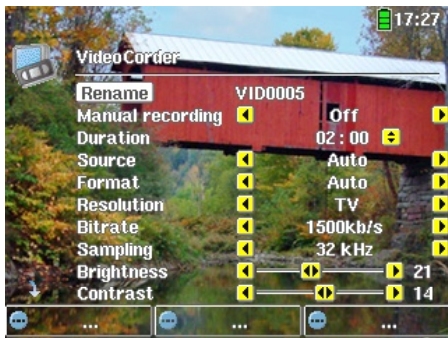 17:27
VideoCorder
Rename VID0005
Manual recording Off
Duration 02:00
Source Auto
Format Auto
Resolution TV
Bitrate 1500kb/s
Sampling 32 kHz
Brightness 21
Contrast 14
... ... ...